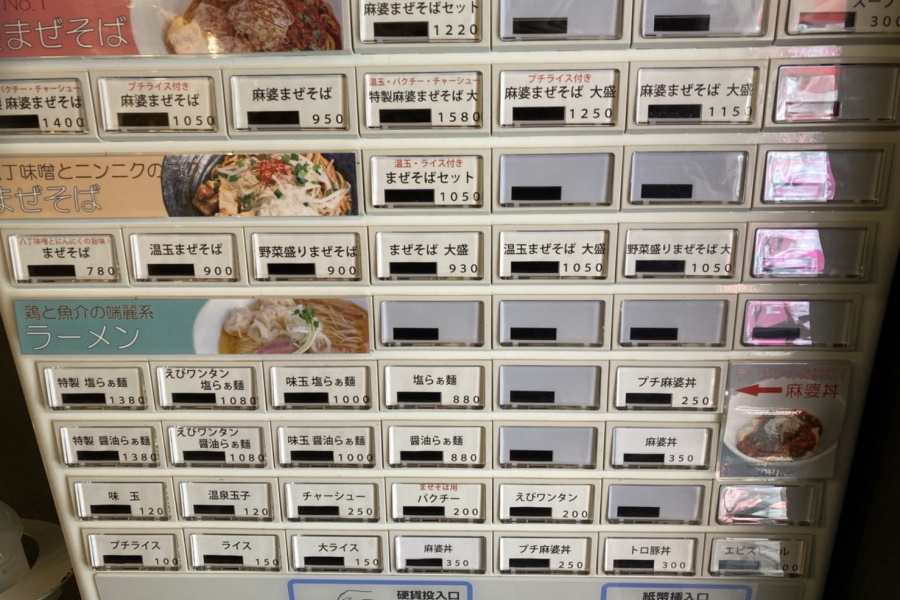 No.1
まぜそば
麻婆まぜそばセット
1220
スープ
300
パクチー・チャーシュー
麻婆まぜそば
1400
プチライス付き
麻婆まぜそば
1050
麻婆まぜそば
950
温玉・パクチー・チャーシュー
特製麻婆まぜそば 大
1580
プチライス付き
麻婆まぜそば 大盛
1250
麻婆まぜそば 大盛
1150
丁味噌とニンニクの
まぜそば
温玉・ライス付き
まぜそばセット
1050
八丁味噌とにんにくの旨味!
まぜそば
780
温玉まぜそば
900
野菜盛りまぜそば
900
まぜそば 大盛
930
温玉まぜそば 大盛
1050
野菜盛りまぜそば 大
1050
鶏と魚介の端麗系
ラーメン
特製 塩らぁ麺
1380
えびワンタン
塩らぁ麺
1080
味玉 塩らぁ麺
1000
塩らぁ麺
880
プチ麻婆丼
250
麻婆丼
特製 醤油らぁ麺
1380
えびワンタン
醤油らぁ麺
1080
味玉 醤油らぁ麺
1000
醤油らぁ麺
880
麻婆丼
350
味 玉
120
温泉玉子
120
チャーシュー
250
まぜそば用
パクチー
200
えびワンタン
200
プチライス
100
ライス
150
大ライス
150
麻婆丼
350
プチ麻婆丼
250
トロ豚丼
300
硬貨投入口
紙幣挿入口